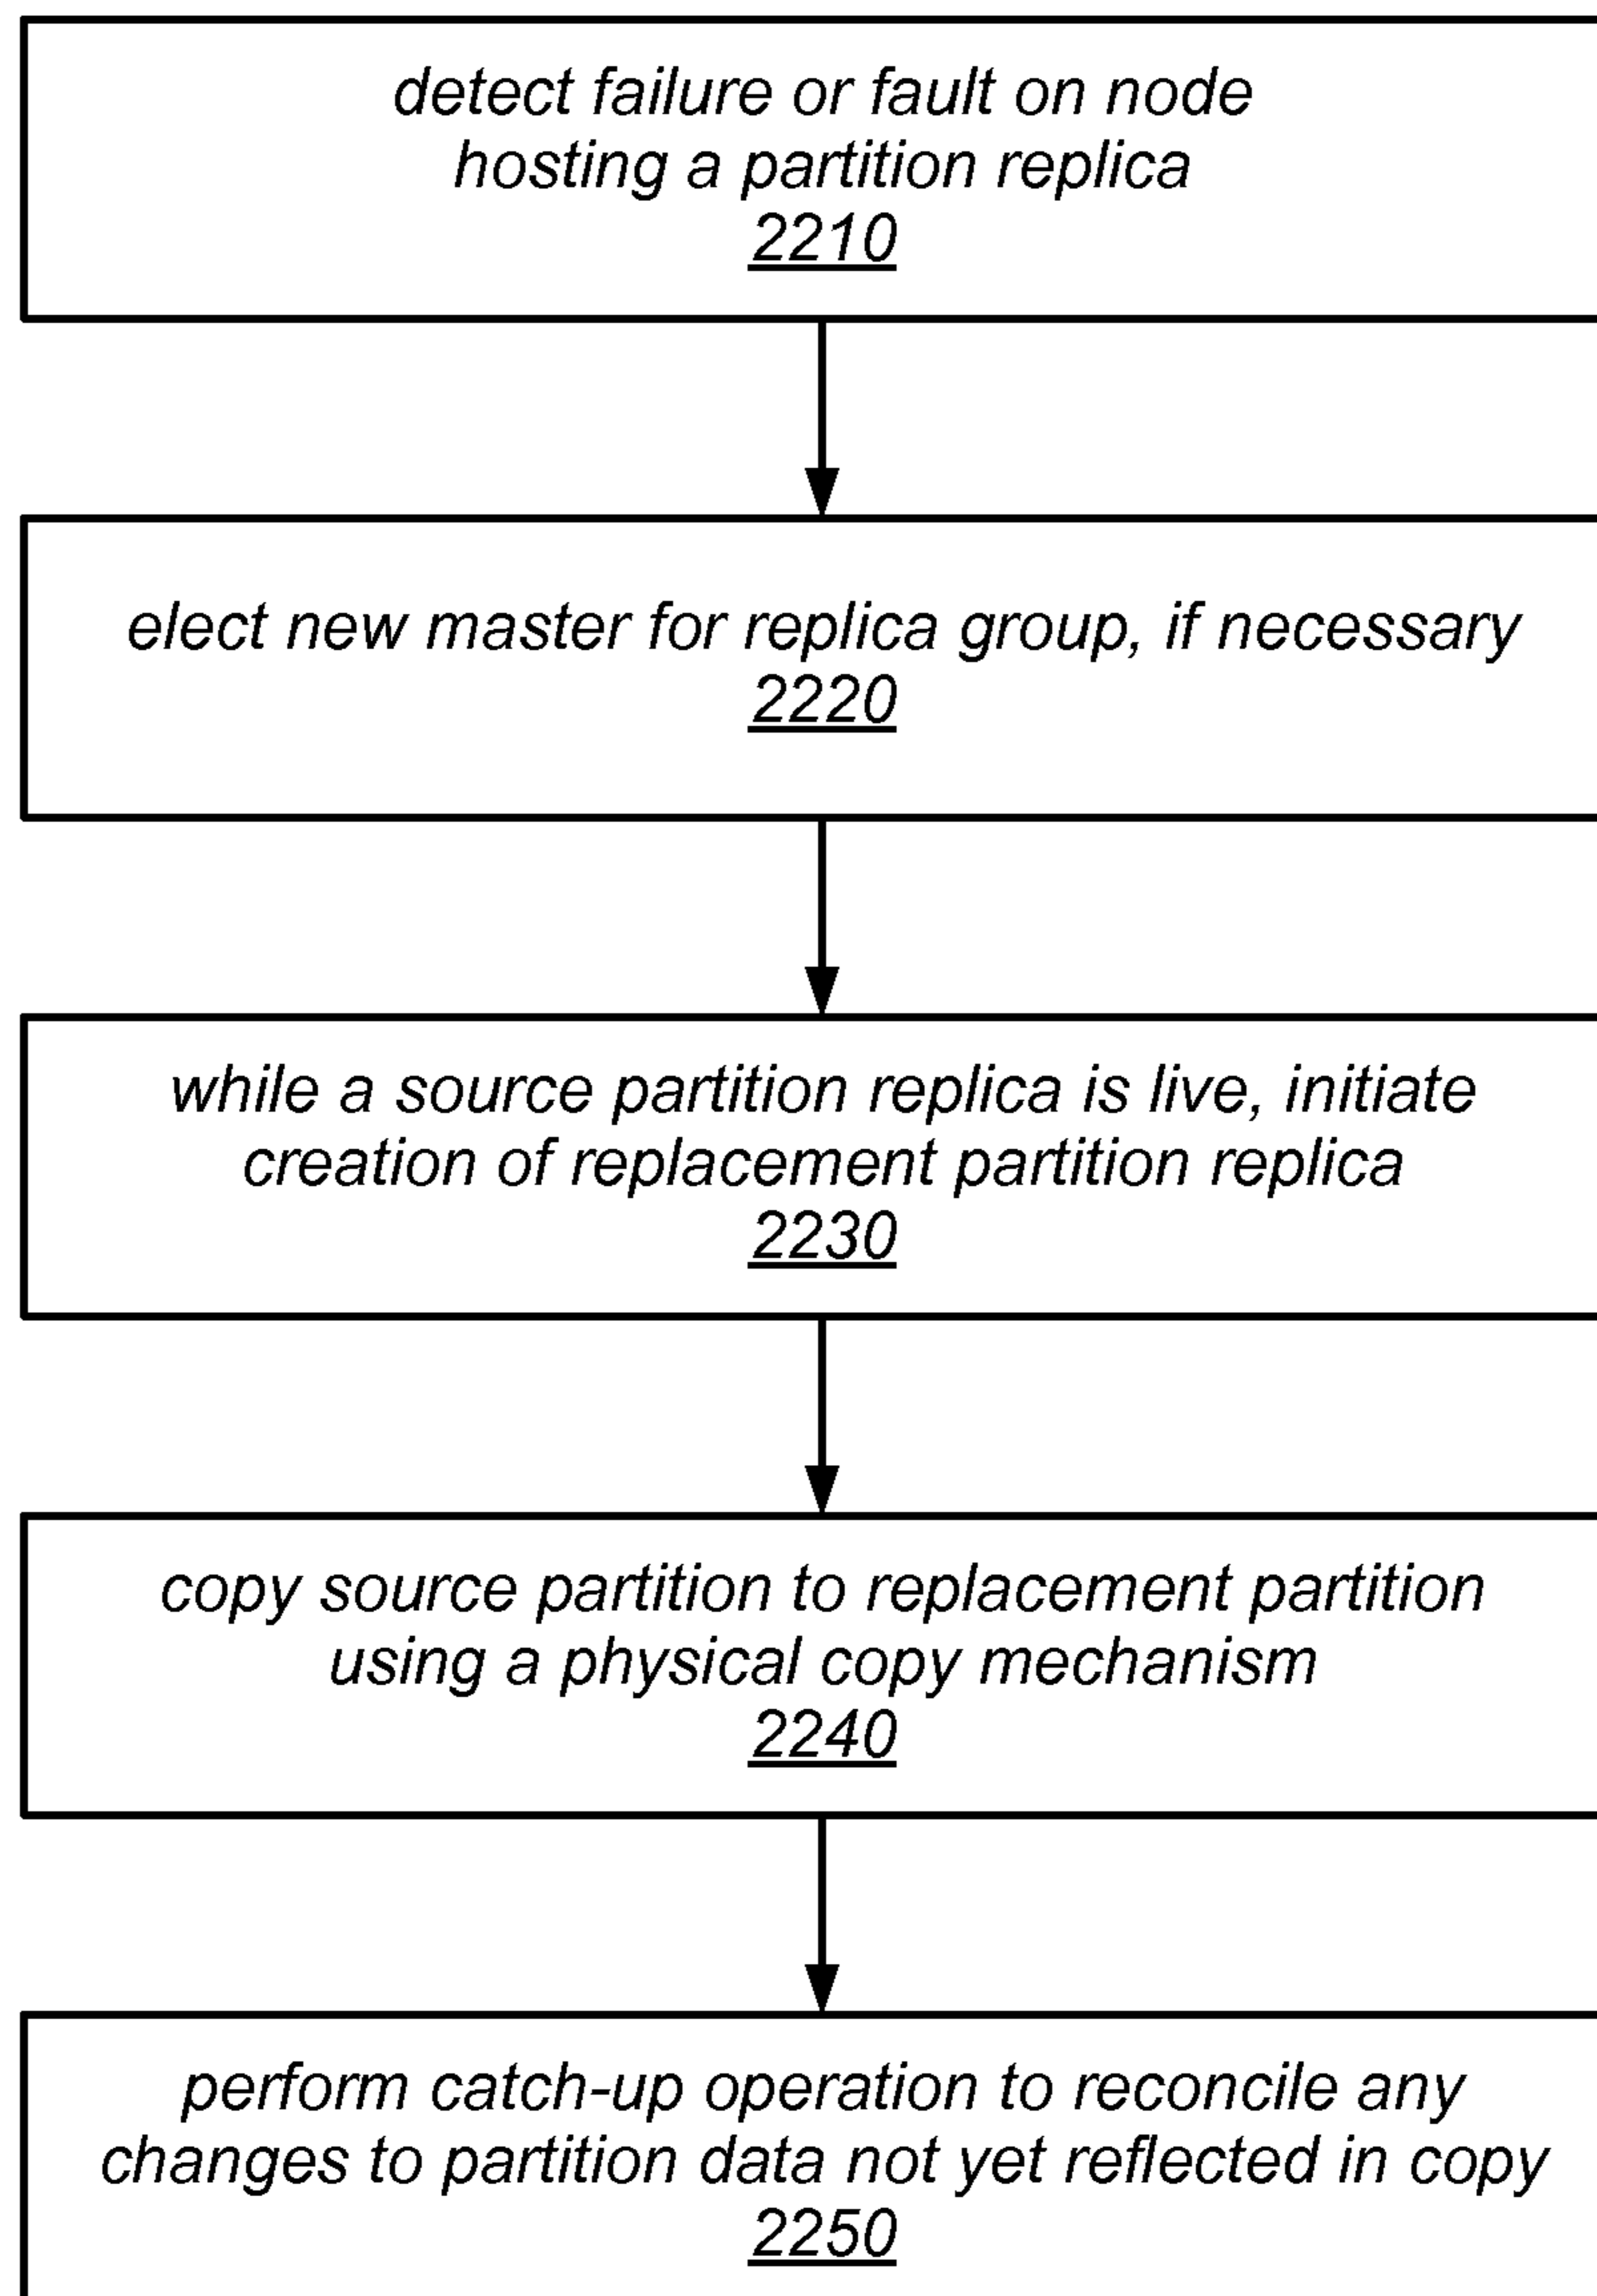 detect failure or fault on node
hosting a partition replica
2210
elect new master for replica group, if necessary
2220
while a source partition replica is live, initiate
creation of replacement partition replica
2230
copy source partition to replacement partition
using a physical copy mechanism
2240
perform catch-up operation to reconcile any
changes to partition data not yet reflected in copy
2250